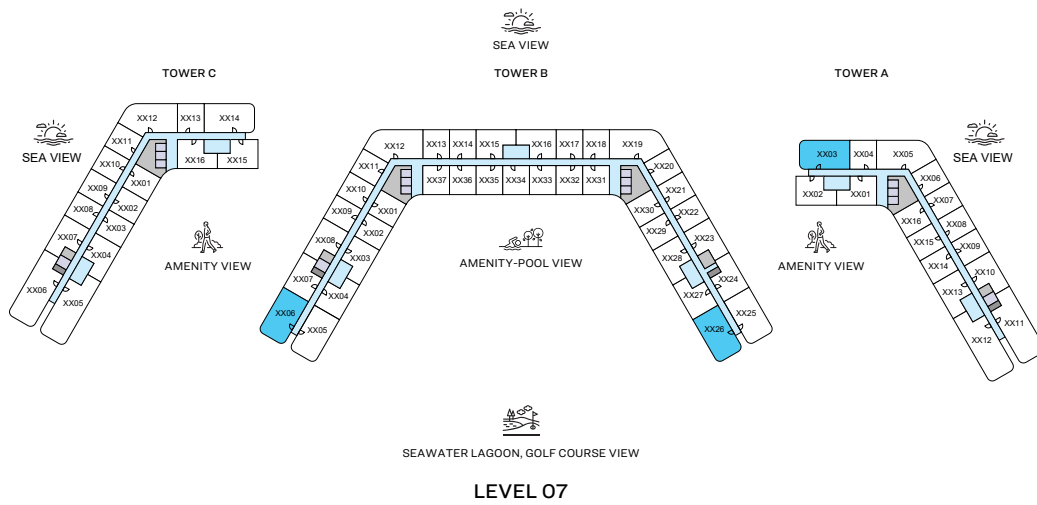 SEA VIEW
TOWER C
TOWER B
TOWER A
SEA VIEW
XX12
XX13
XX14
XX11
XX10
XX16
XX15
XX01
XX09
XX02
XX08
XX03
XX07
XX04
XX06
XX05
AMENITY VIEW
XX12
XX13
XX14
XX15
XX16
XX17
XX18
XX19
XX11
XX37
XX36
XX35
XX34
XX33
XX32
XX31
XX20
XX10
XX01
XX30
XX21
XX09
XX02
XX29
XX22
XX08
XX03
XX28
XX23
XX07
XX04
XX27
XX24
XX06
XX05
XX26
XX25
AMENITY-POOL VIEW
SEA VIEW
XX03
XX04
XX05
XX02
XX01
XX06
XX16
XX07
XX15
XX08
XX14
XX09
XX13
XX10
XX12
XX11
AMENITY VIEW
SEAWATER LAGOON, GOLF COURSE VIEW
LEVEL 07